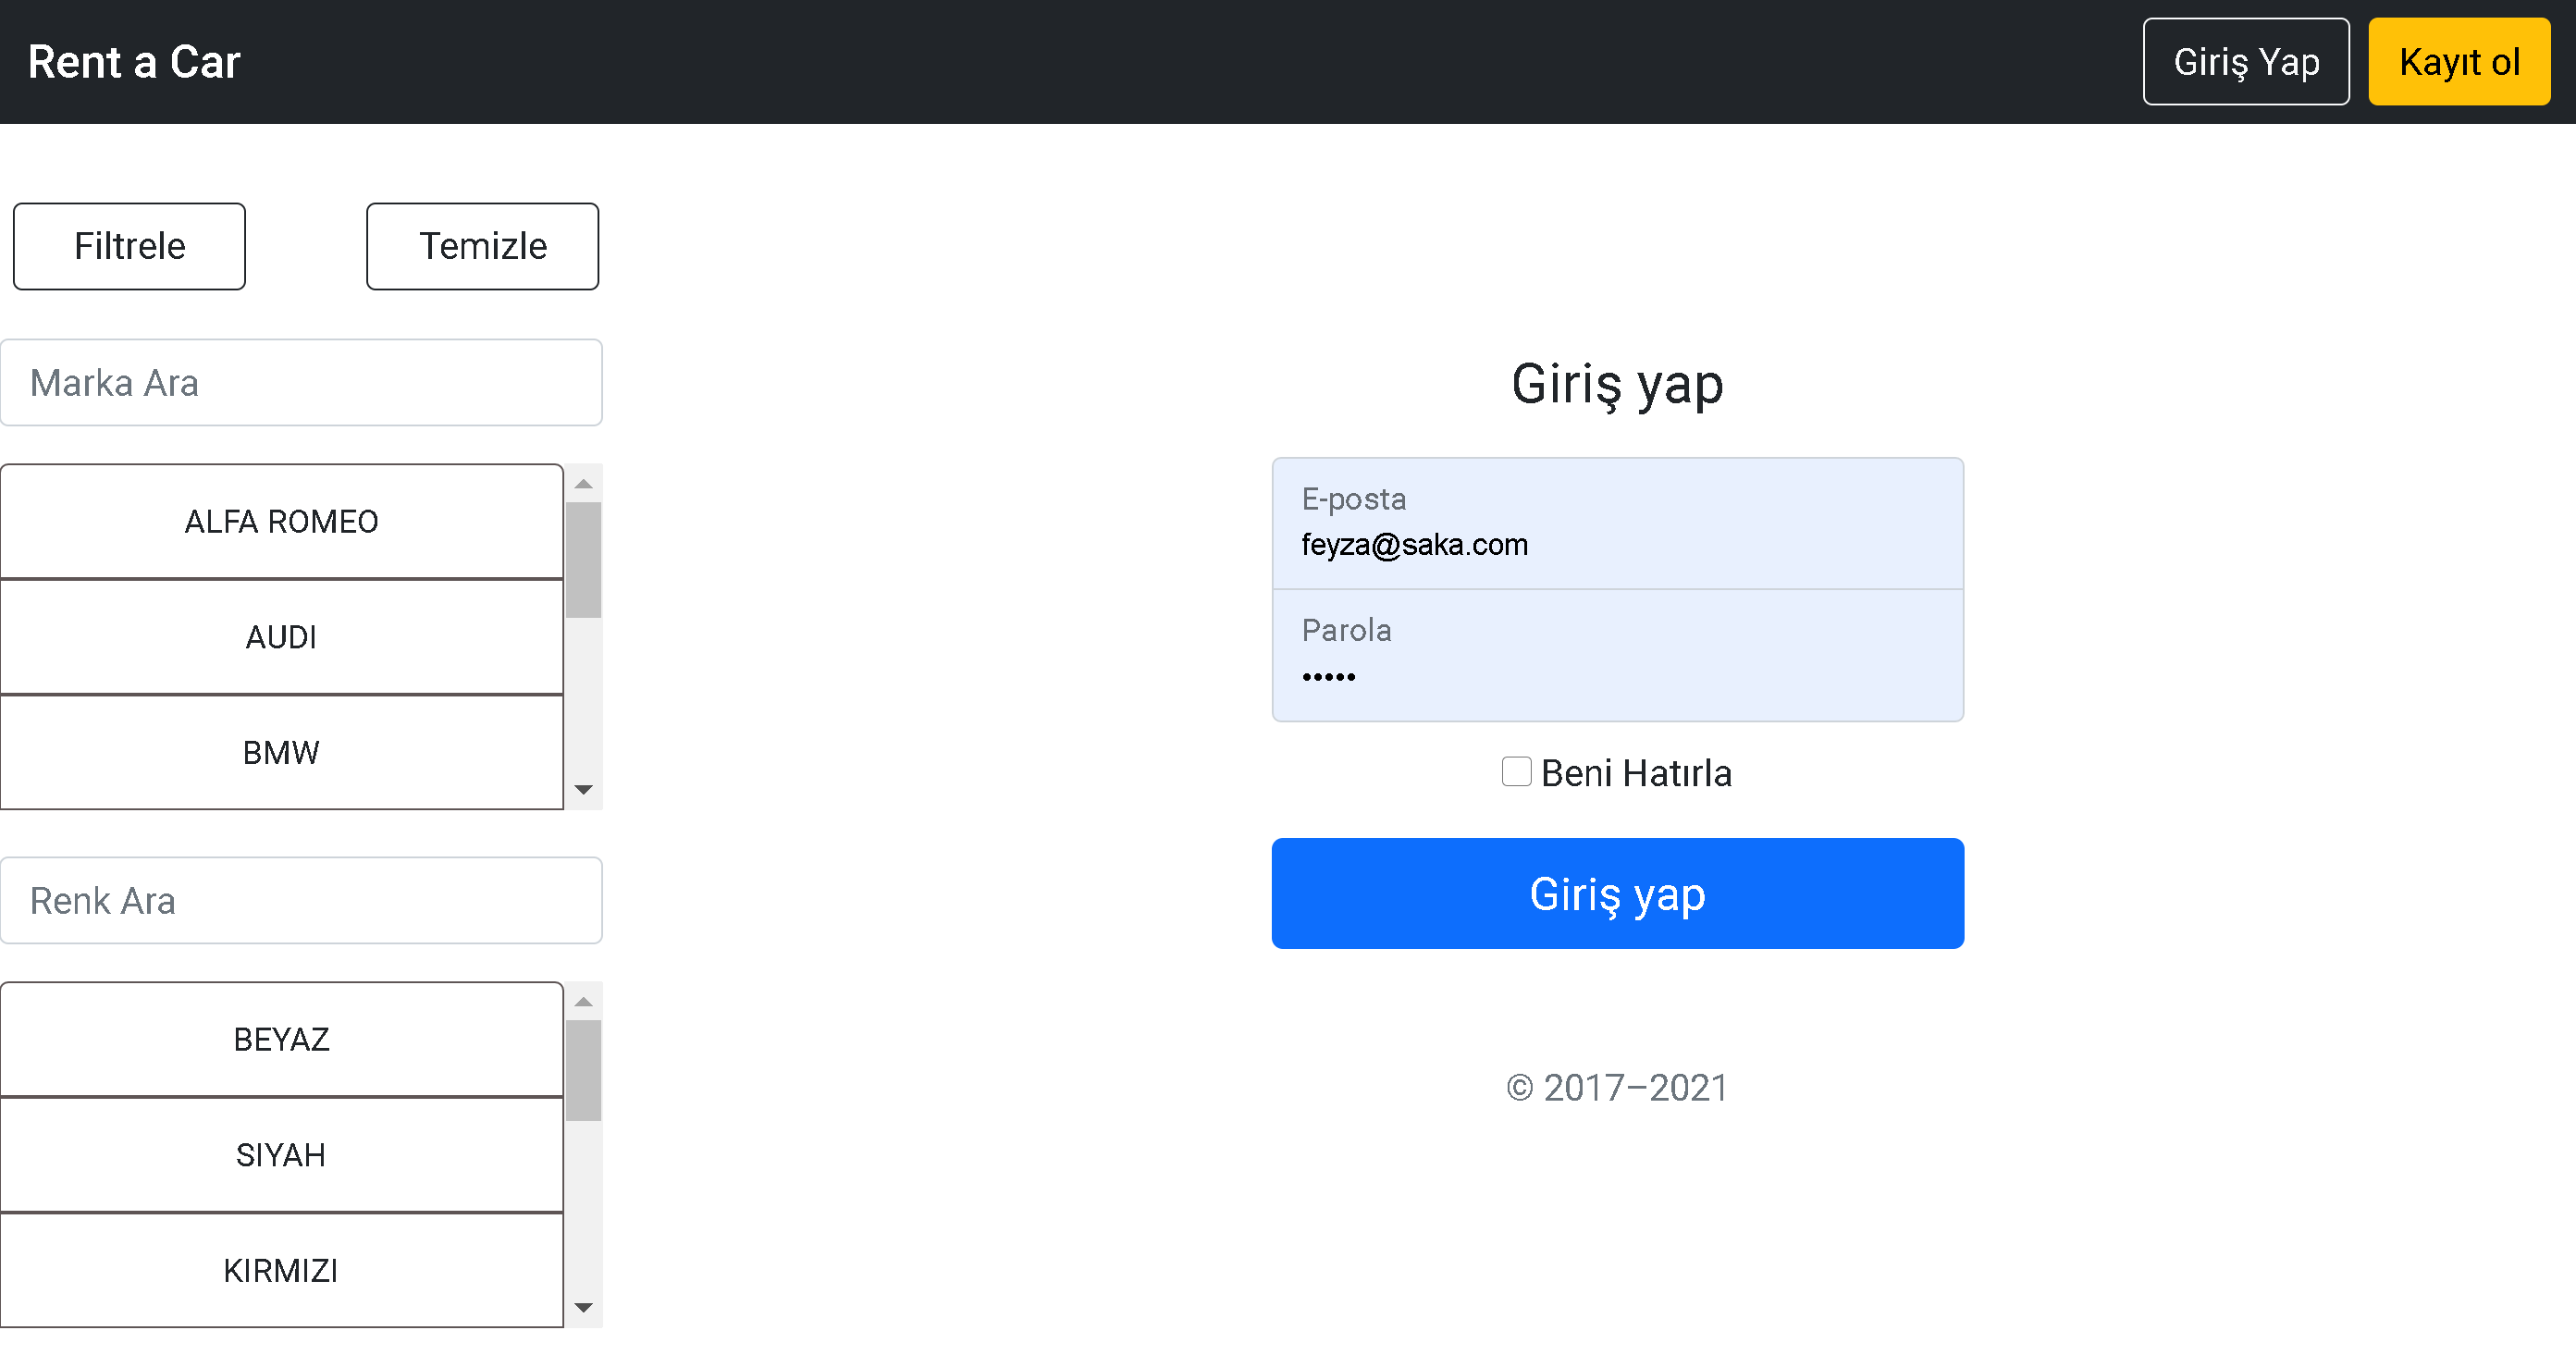 Rent a Car
Giriş Yap
Kayıt ol
Filtrele
Temizle
Marka Ara
ALFA ROMEO
AUDI
BMW
Renk Ara
BEYAZ
SIYAH
KIRMIZI
Giriş yap
E-posta
feyza@saka.com
Parola
•••••
Beni Hatırla
Giriş yap
© 2017–2021